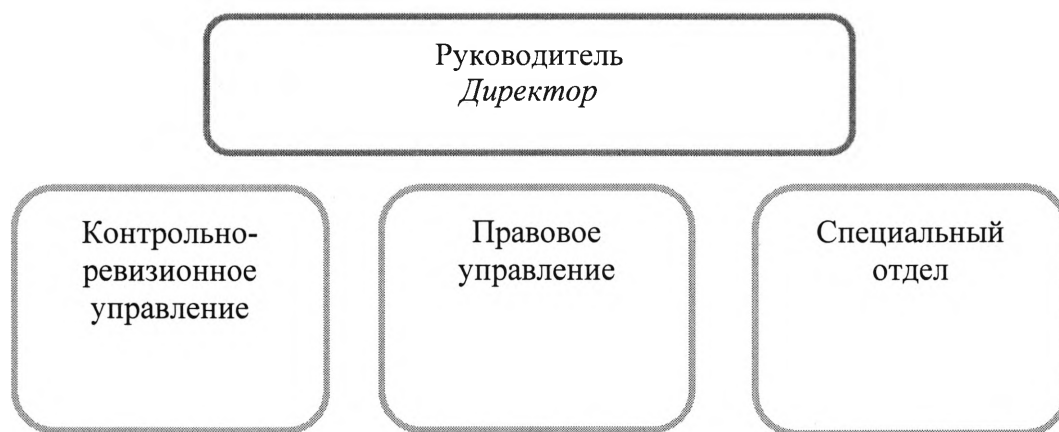 Руководитель
Директор
Контрольно-
ревизионное
управление
Правовое
управление
Специальный
отдел